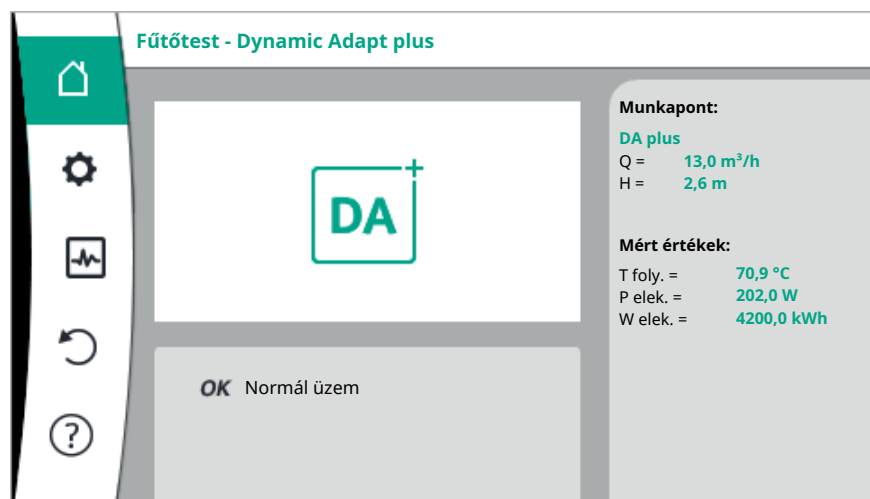 Fűtőtest - Dynamic Adapt plus
DA
Munkapont:
DA plus
Q = 13,0 m³/h
H = 2,6 m
Mért értékek:
T foly. = 70,9 °C
P elek. = 202,0 W
W elek. = 4200,0 kWh
OK Normál üzem
?